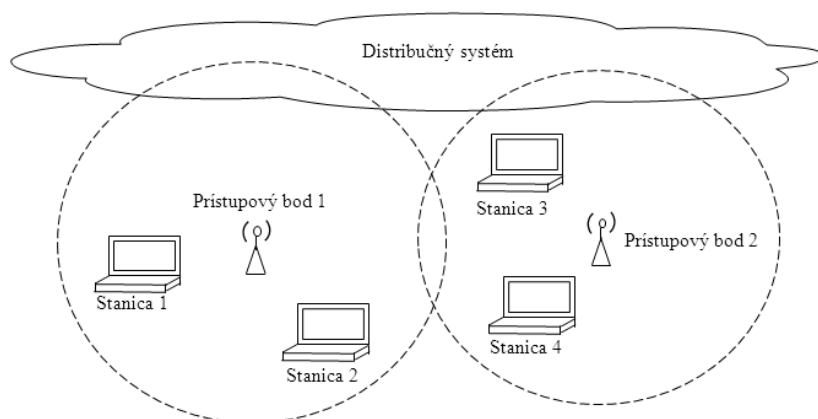 Distribučný systém
Prístupový bod 1
Stanica 1
Stanica 2
Stanica 3
Prístupový bod 2
Stanica 4